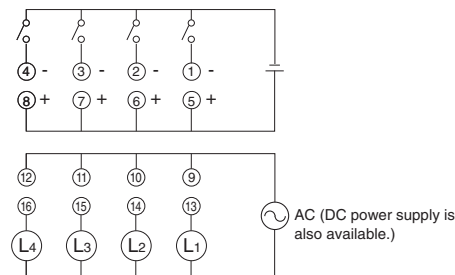 4 - 3 - 2 - 1 -
8 + 7 + 6 + 5 +
12 11 10 9
16 15 14 13
L4 L3 L2 L1
AC (DC power supply is
also available.)